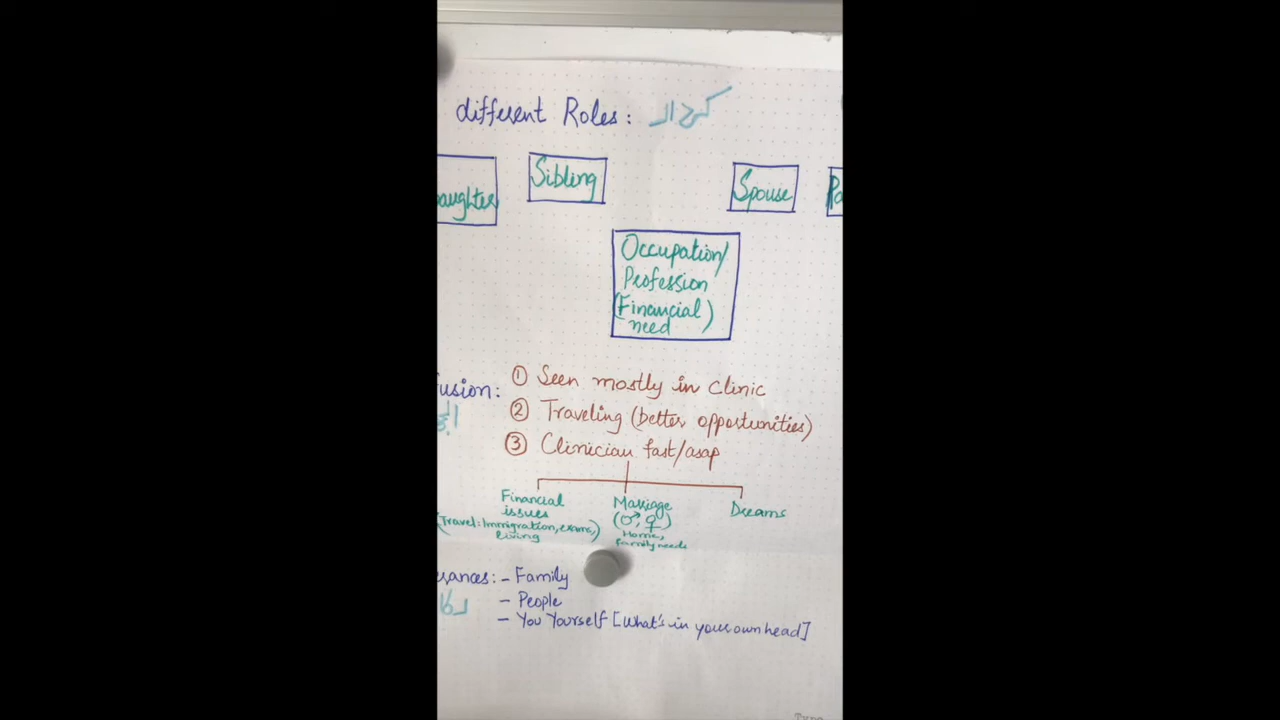 different Roles:
aughter
Sibling
Spouse
Occupation/
Profession
(Financial)
need
fusion:
① Seen mostly in Clinic
② Traveling (better opportunities)
③ Clinician fast/asap
Financial
issues
(Travel: Immigration, exams,
living
Marriage
(♂, ♀)
Home,
family needs
Dreams
- Family
- People
- You Yourself [What's in your own head]